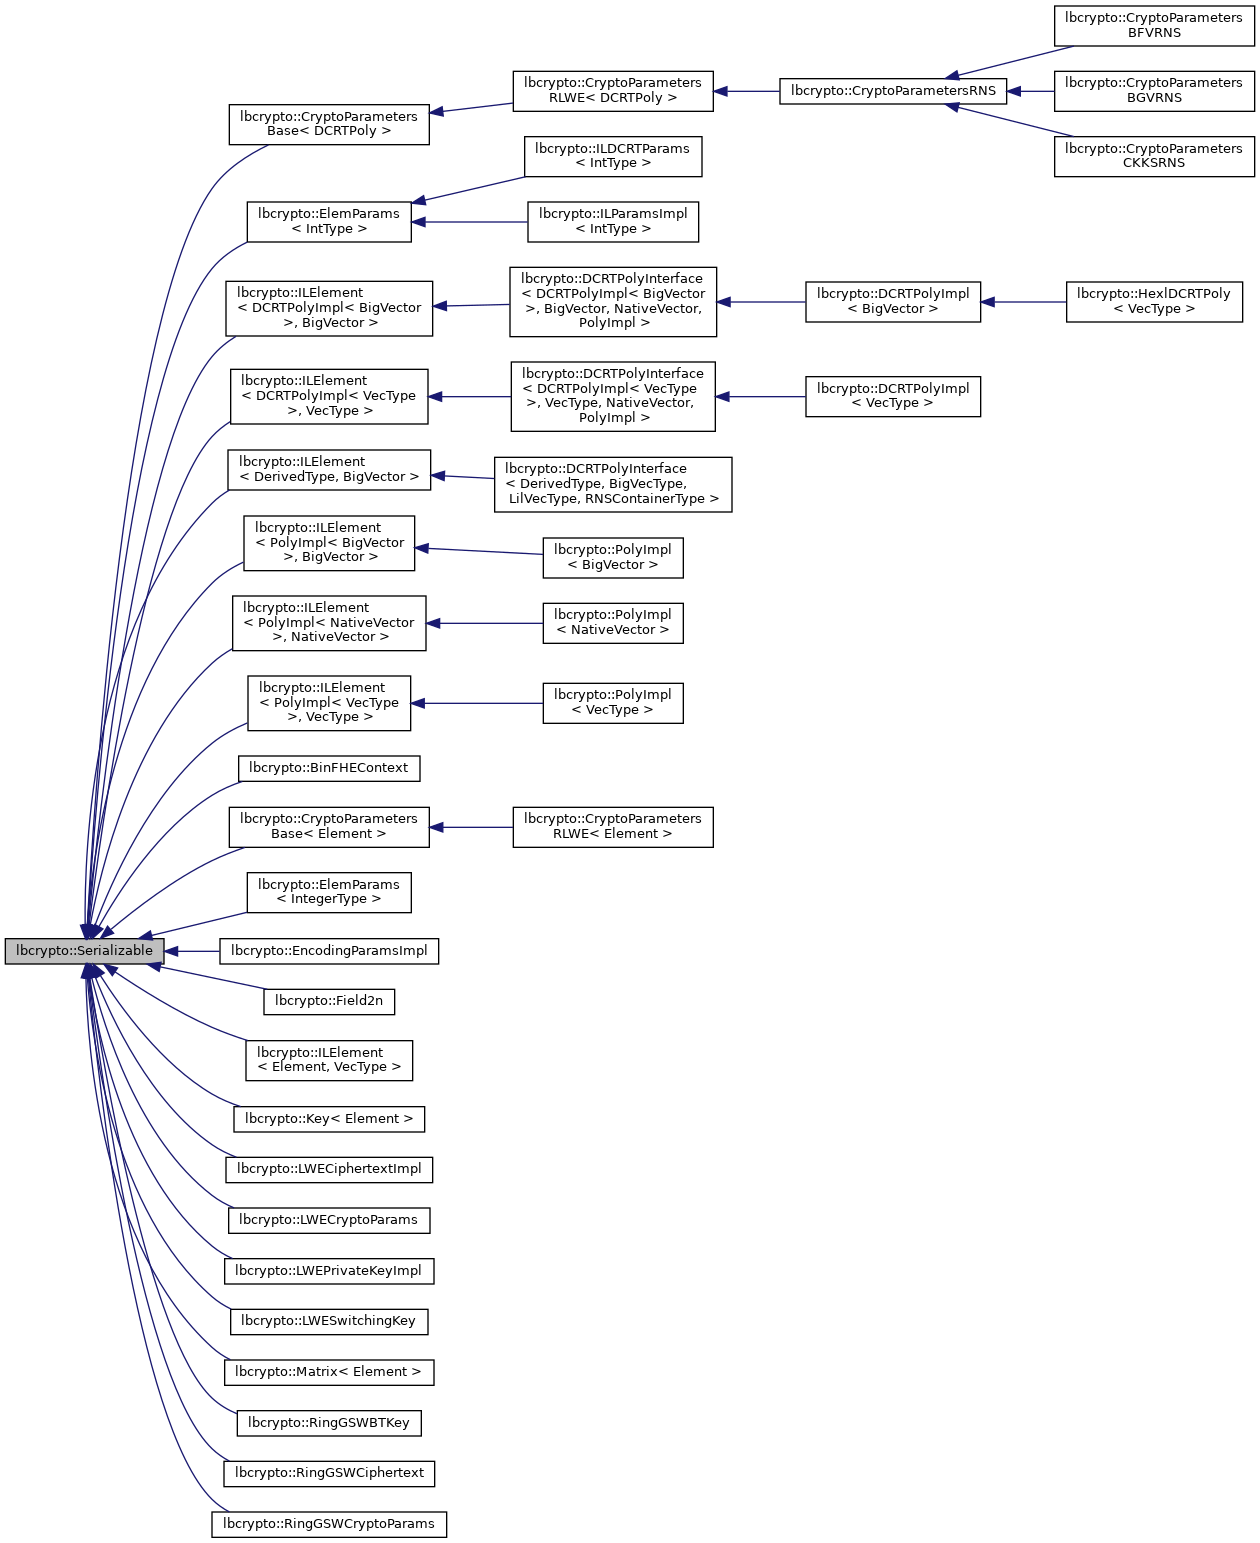 lbcrypto::CryptoParameters
BFVRNS
lbcrypto::CryptoParameters
RLWE< DCRTPoly >
lbcrypto::CryptoParametersRNS
lbcrypto::CryptoParameters
BGVRNS
lbcrypto::CryptoParameters
Base< DCRTPoly >
lbcrypto::CryptoParameters
CKKSRNS
lbcrypto::ILDCRTParams
< IntType >
lbcrypto::ElemParams
< IntType >
lbcrypto::ILParamsImpl
< IntType >
lbcrypto::ILElement
< DCRTPolyImpl< BigVector
>, BigVector >
lbcrypto::DCRTPolyInterface
< DCRTPolyImpl< BigVector
>, BigVector, NativeVector,
PolyImpl >
lbcrypto::DCRTPolyImpl
< BigVector >
lbcrypto::HexlDCRTPoly
< VecType >
lbcrypto::ILElement
< DCRTPolyImpl< VecType
>, VecType >
lbcrypto::DCRTPolyInterface
< DCRTPolyImpl< VecType
>, VecType, NativeVector,
PolyImpl >
lbcrypto::DCRTPolyImpl
< VecType >
lbcrypto::ILElement
< DerivedType, BigVector >
lbcrypto::DCRTPolyInterface
< DerivedType, BigVecType,
LilVecType, RNSContainerType >
lbcrypto::ILElement
< PolyImpl< BigVector
>, BigVector >
lbcrypto::PolyImpl
< BigVector >
lbcrypto::ILElement
< PolyImpl< NativeVector
>, NativeVector >
lbcrypto::PolyImpl
< NativeVector >
lbcrypto::ILElement
< PolyImpl< VecType
>, VecType >
lbcrypto::PolyImpl
< VecType >
lbcrypto::BinFHEContext
lbcrypto::CryptoParameters
Base< Element >
lbcrypto::CryptoParameters
RLWE< Element >
lbcrypto::ElemParams
< IntegerType >
lbcrypto::Serializable
lbcrypto::EncodingParamsImpl
lbcrypto::Field2n
lbcrypto::ILElement
< Element, VecType >
lbcrypto::Key< Element >
lbcrypto::LWECiphertextImpl
lbcrypto::LWECryptoParams
lbcrypto::LWEPrivateKeyImpl
lbcrypto::LWESwitchingKey
lbcrypto::Matrix< Element >
lbcrypto::RingGSWBTKey
lbcrypto::RingGSWCiphertext
lbcrypto::RingGSWCryptoParams